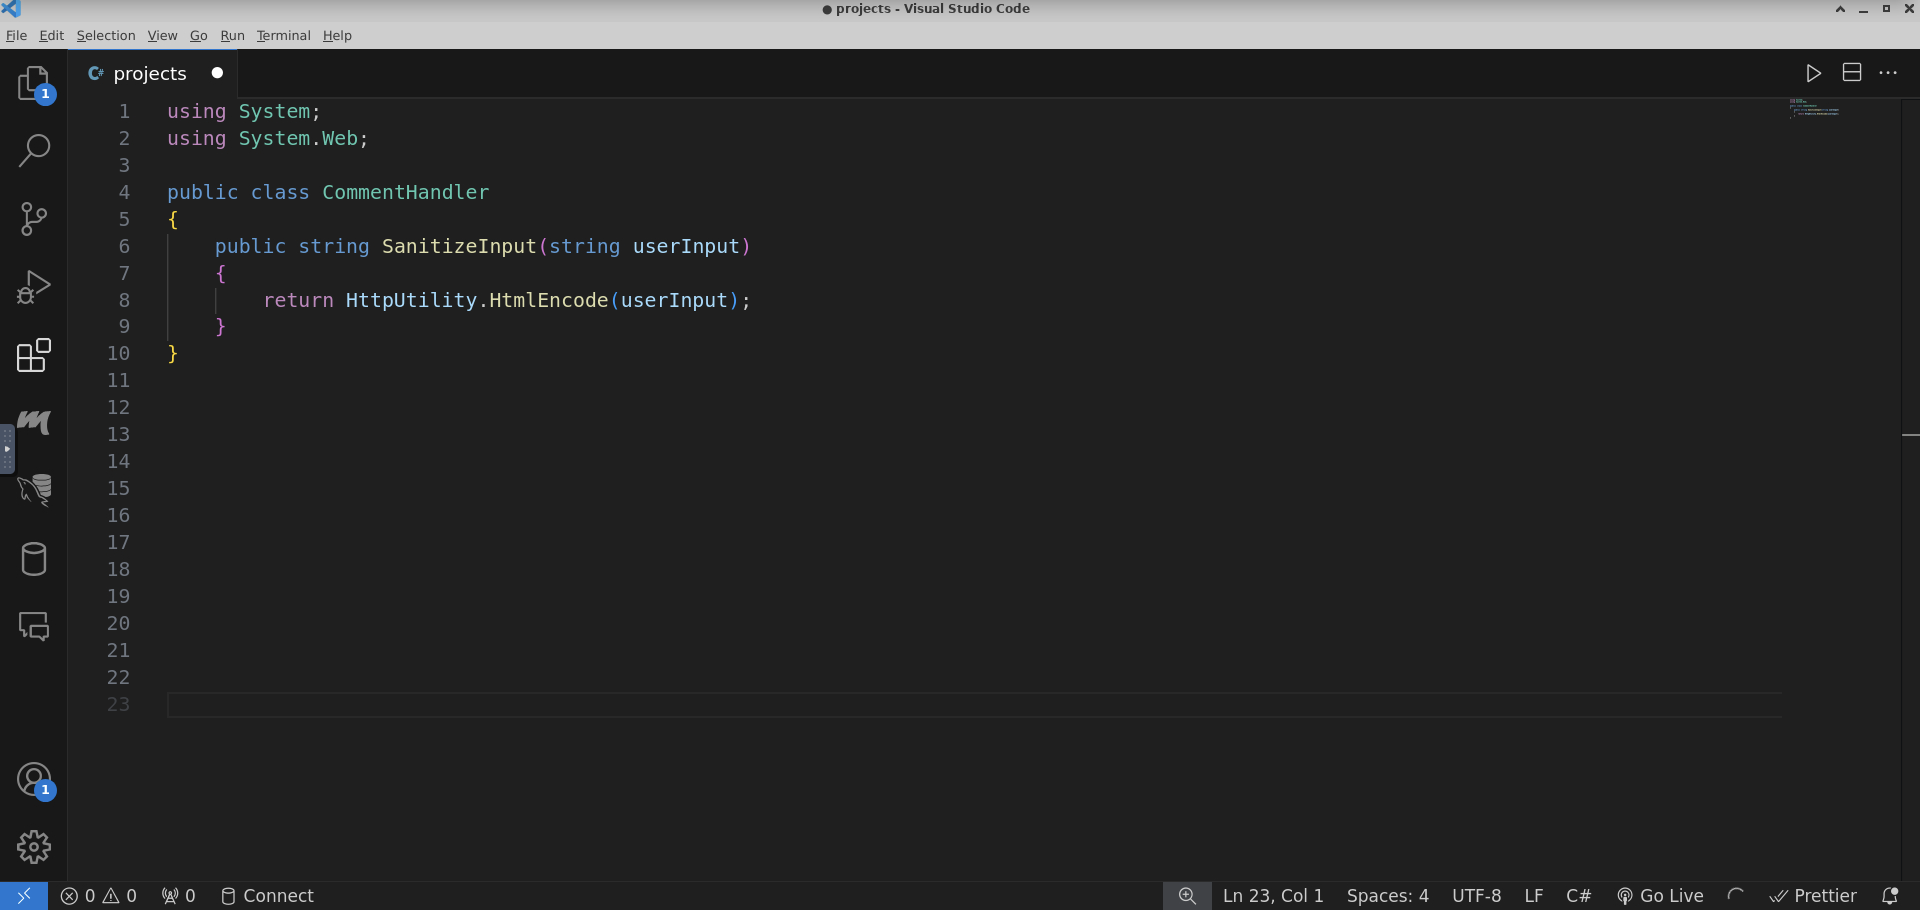 ● projects - Visual Studio Code
File Edit Selection View Go Run Terminal Help
1
C# projects
1 using System;
2 using System.Web;
3
4 public class CommentHandler
5 {
6 public string SanitizeInput(string userInput)
7 {
8 return HttpUtility.HtmlEncode(userInput);
9 }
10 }
11
12
13
14
15
16
17
18
19
20
21
22
23
1
0 0 0 Connect Ln 23, Col 1 Spaces: 4 UTF-8 LF C# Go Live Prettier